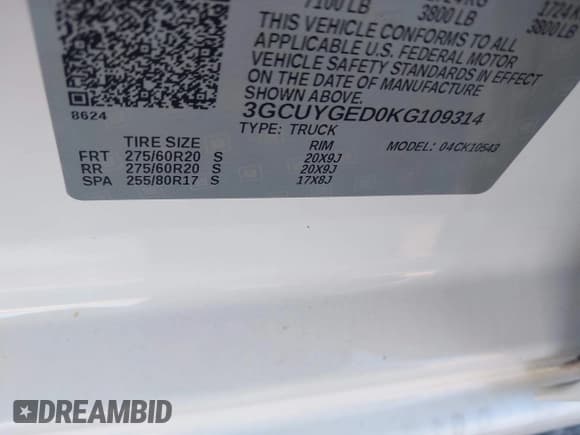 7100 LB 3800 LB 3800 LB
THIS VEHICLE CONFORMS TO ALL
APPLICABLE U.S. FEDERAL MOTOR
VEHICLE SAFETY STANDARDS IN EFFECT
ON THE DATE OF MANUFACTURE
SHOWN ABOVE.
8624
3GCUYGED0KG109314
TYPE: TRUCK MODEL: 04CK10543
TIRE SIZE RIM
FRT 275/60R20 S 20X9J
RR 275/60R20 S 20X9J
SPA 255/80R17 S 17X8J
DREAMBID